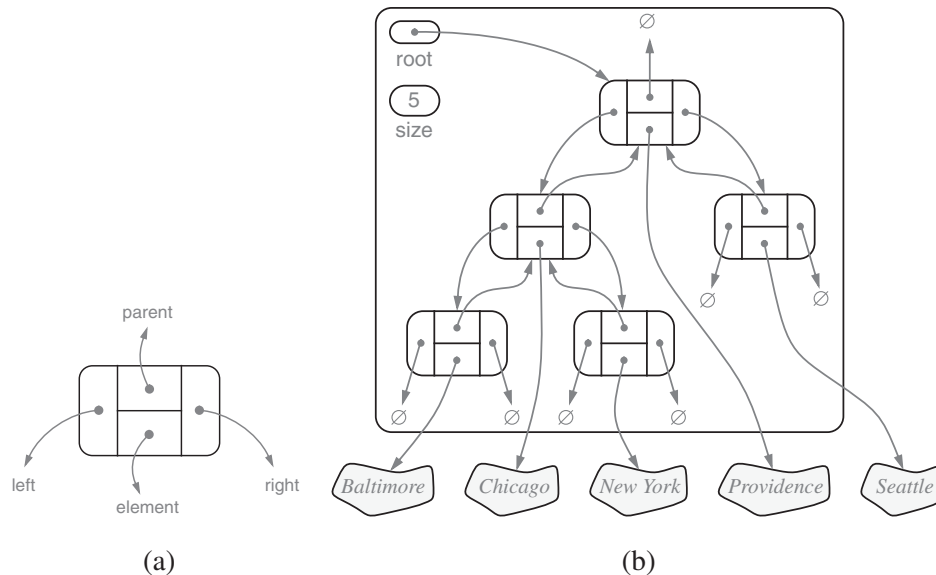 ∅
root
5
size
∅ ∅
parent
∅ ∅ ∅ ∅
left
right
element
Baltimore Chicago New York Providence Seattle
(a) (b)